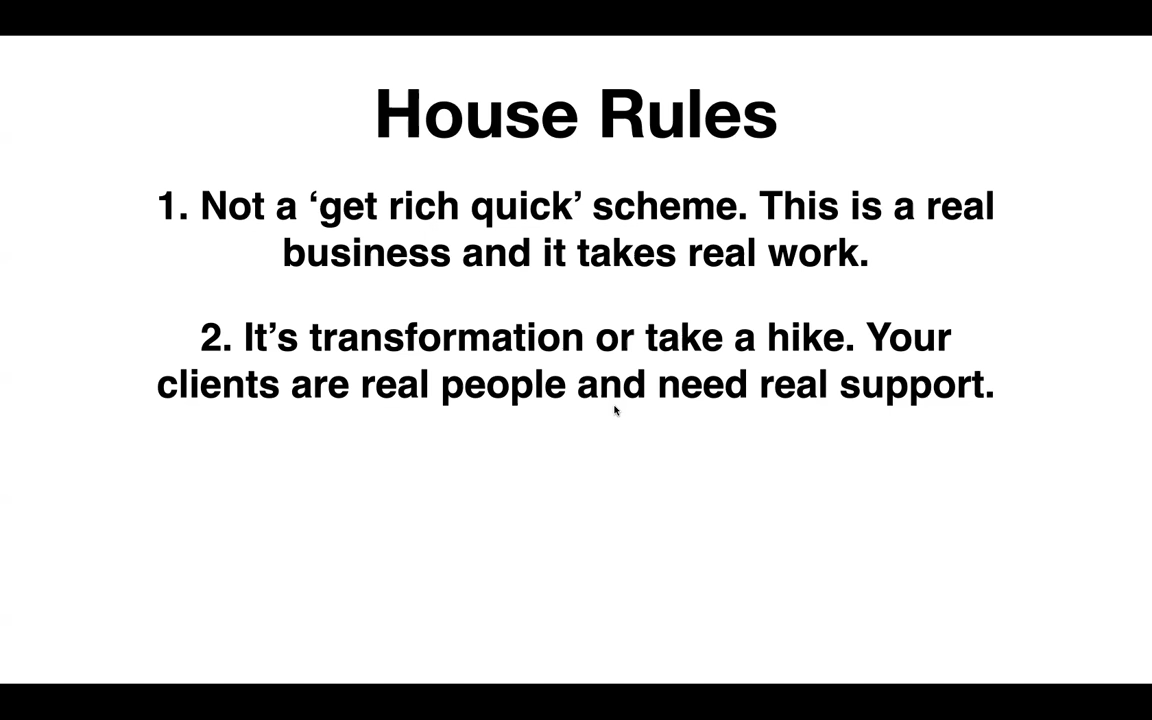 House Rules
1. Not a ‘get rich quick’ scheme. This is a real
business and it takes real work.
2. It’s transformation or take a hike. Your
clients are real people and need real support.